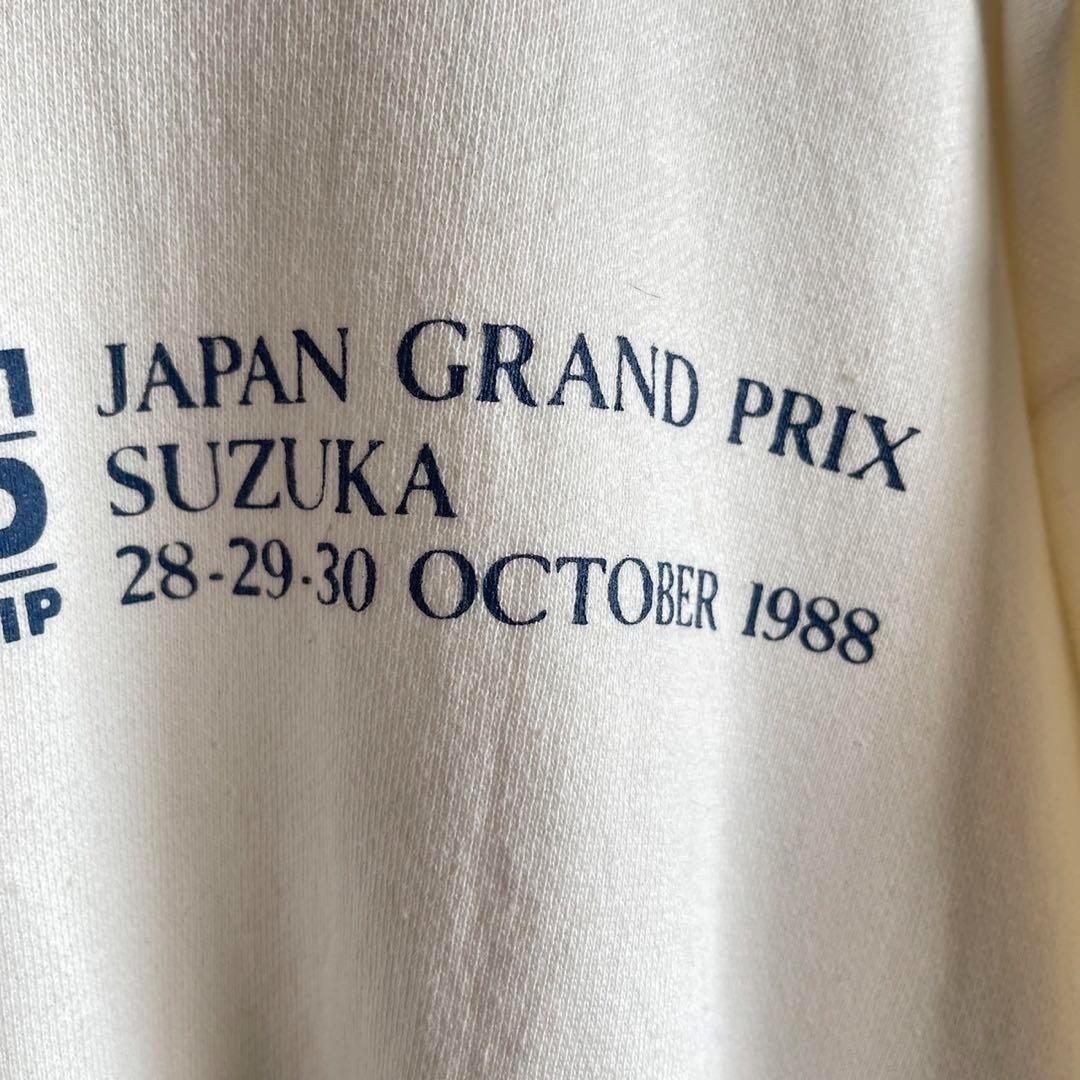 JAPAN GRAND PRIX
SUZUKA
28-29-30 OCTOBER 1988